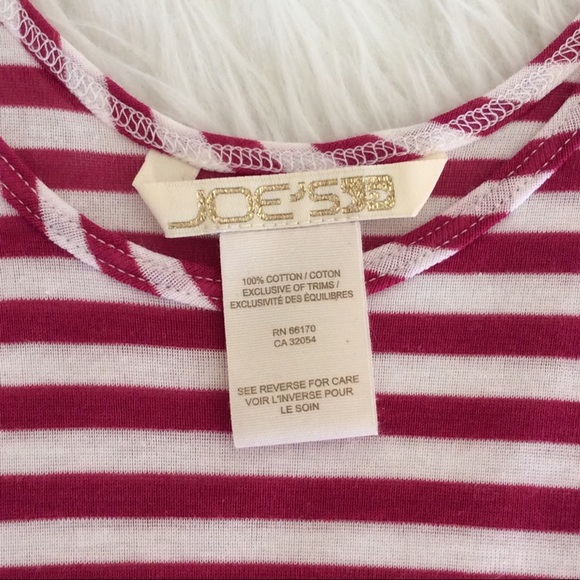 JOE'S
100% COTTON / COTON
EXCLUSIVE OF TRIMS /
EXCLUSIVITÉ DES ÉQUILIBRES
RN 66170
CA 32054
SEE REVERSE FOR CARE
VOIR L'INVERSE POUR
LE SOIN